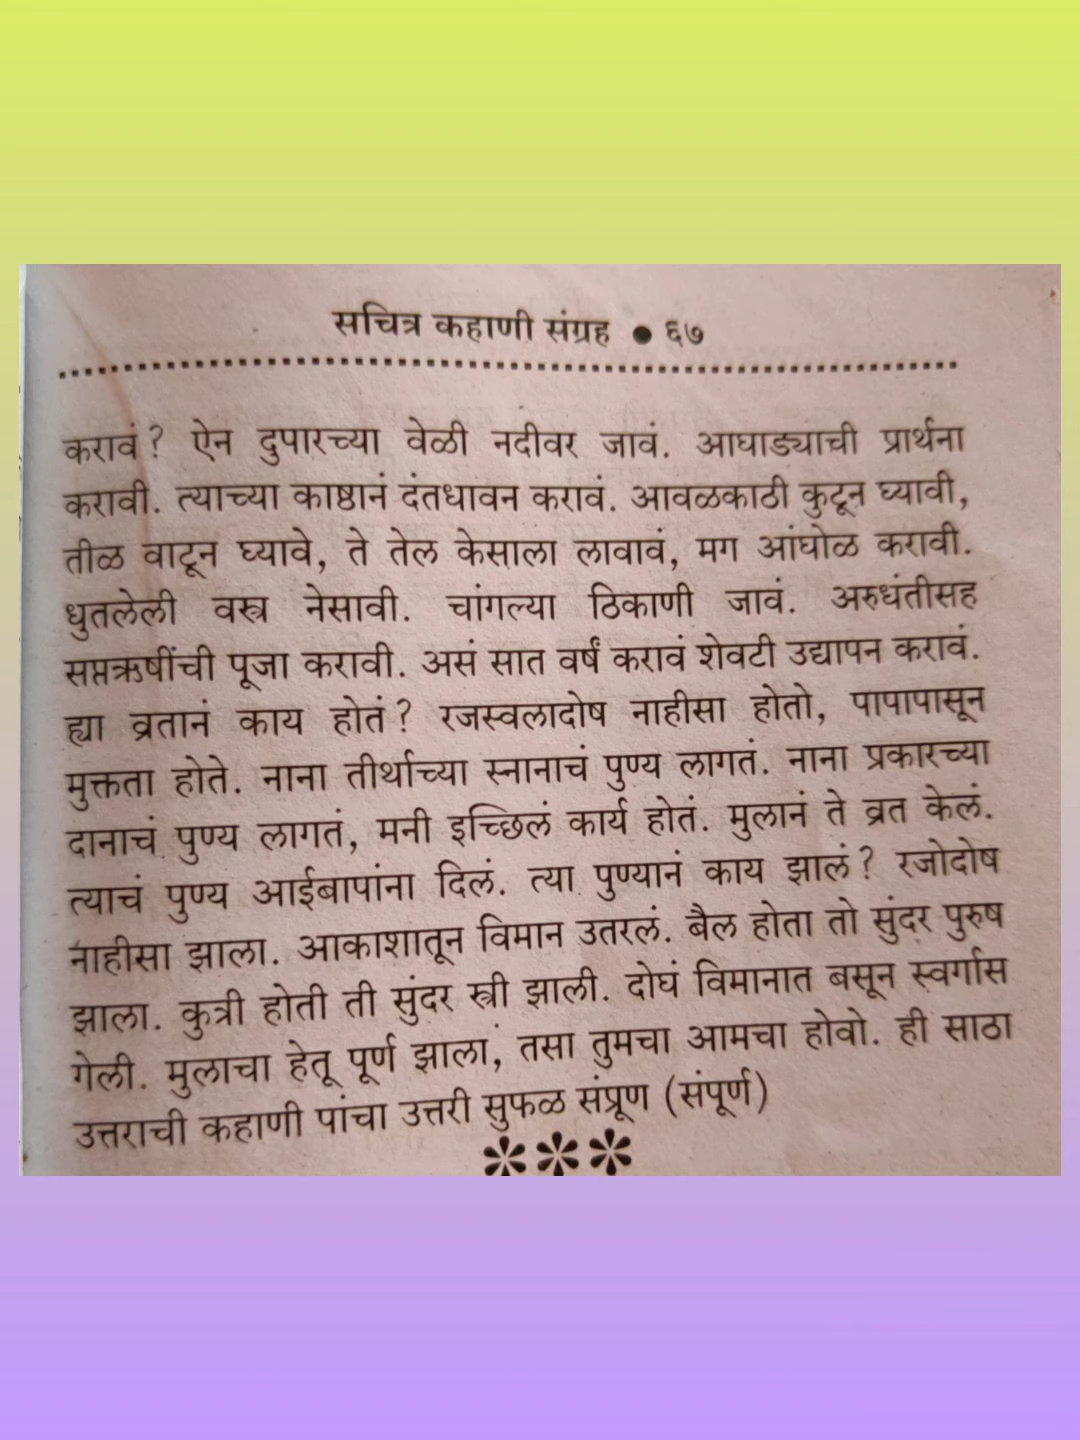 सचित्र कहाणी संग्रह ● ६७
करावं? ऐन दुपारच्या वेळी नदीवर जावं. आघाड्याची प्रार्थना
करावी. त्याच्या काष्ठानं दंतधावन करावं. आवळकाठी कुटून घ्यावी,
तीळ वाटून घ्यावे, ते तेल केसाला लावावं, मग आंघोळ करावी.
धुतलेली वस्त्र नेसावी. चांगल्या ठिकाणी जावं. अरुधंतीसह
सप्तऋषींची पूजा करावी. असं सात वर्षं करावं शेवटी उद्यापन करावं.
ह्या व्रतानं काय होतं? रजस्वलादोष नाहीसा होतो, पापापासून
मुक्तता होते. नाना तीर्थाच्या स्नानाचं पुण्य लागतं. नाना प्रकारच्या
दानाचं पुण्य लागतं, मनी इच्छिलं कार्य होतं. मुलानं ते व्रत केलं.
त्याचं पुण्य आईबापांना दिलं. त्या पुण्यानं काय झालं? रजोदोष
नाहीसा झाला. आकाशातून विमान उतरलं. बैल होता तो सुंदर पुरुष
झाला. कुत्री होती ती सुंदर स्त्री झाली. दोघं विमानात बसून स्वर्गास
गेली. मुलाचा हेतू पूर्ण झाला, तसा तुमचा आमचा होवो. ही साठा
उत्तराची कहाणी पांचा उत्तरी सुफळ संप्रूण (संपूर्ण)